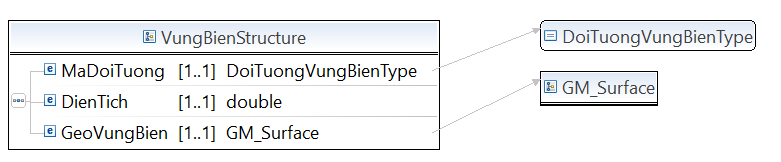 VungBienStructure
DoiTuongVungBienType
MaDoiTuong [1..1] DoiTuongVungBienType
DienTich [1..1] double
GM_Surface
GeoVungBien [1..1] GM_Surface